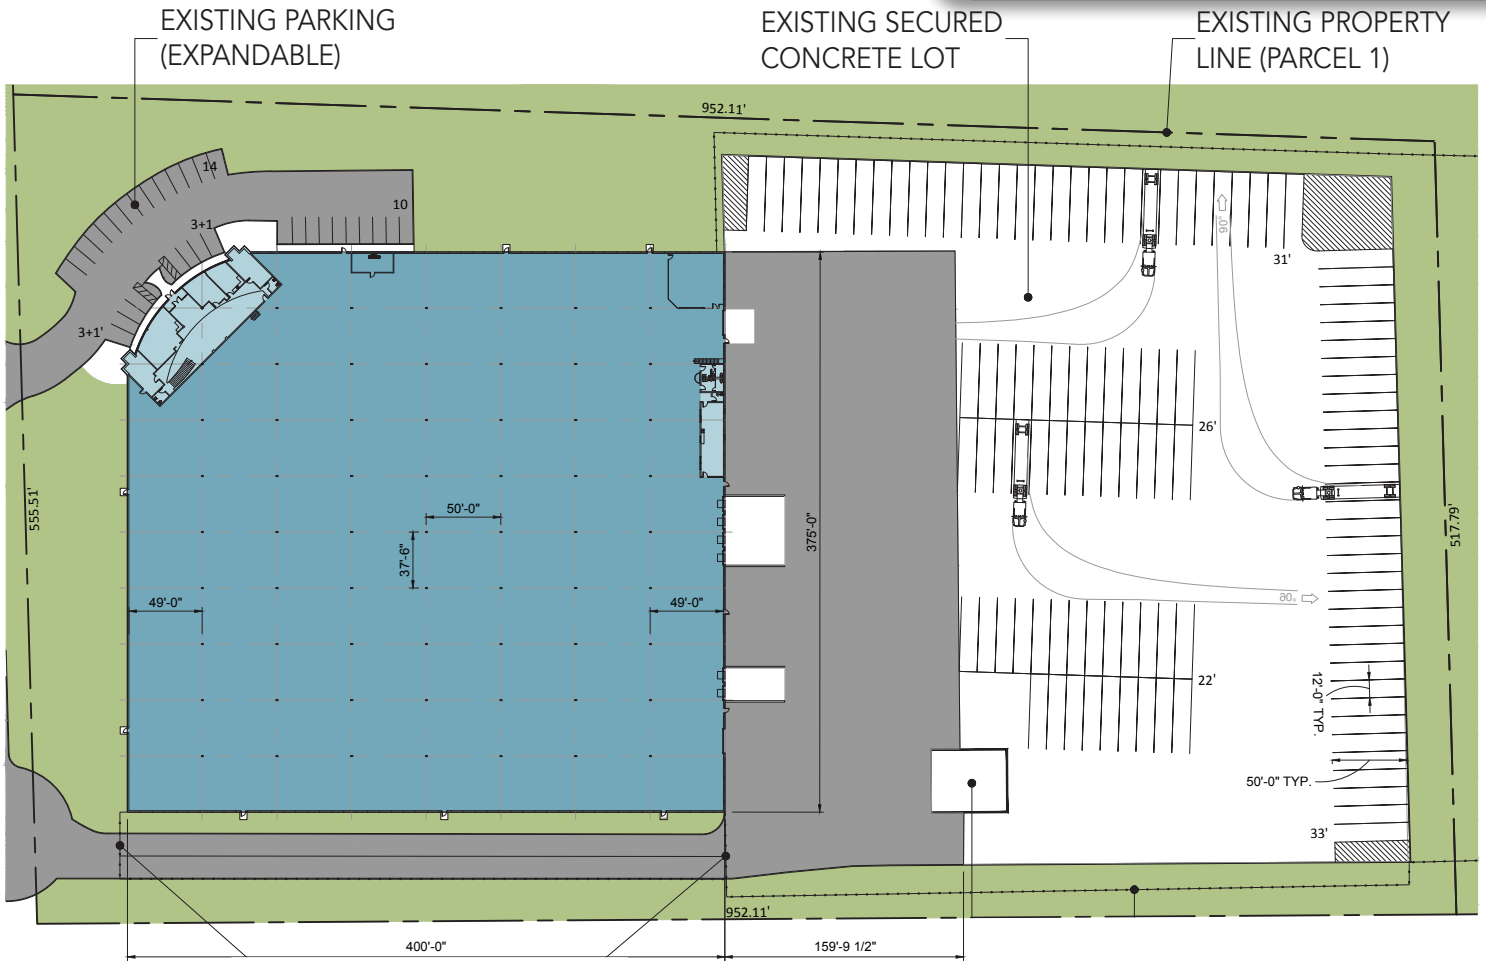 EXISTING PARKING
(EXPANDABLE)
EXISTING SECURED
CONCRETE LOT
EXISTING PROPERTY
LINE (PARCEL 1)
952.11'
14
10
3+1
3+1'
90°
31'
26'
555.51'
50'-0"
37'-6"
375'-0"
517.79'
49'-0"
49'-0"
90°
22'
12'-0" TYP.
50'-0" TYP.
33'
952.11'
400'-0"
159'-9 1/2"